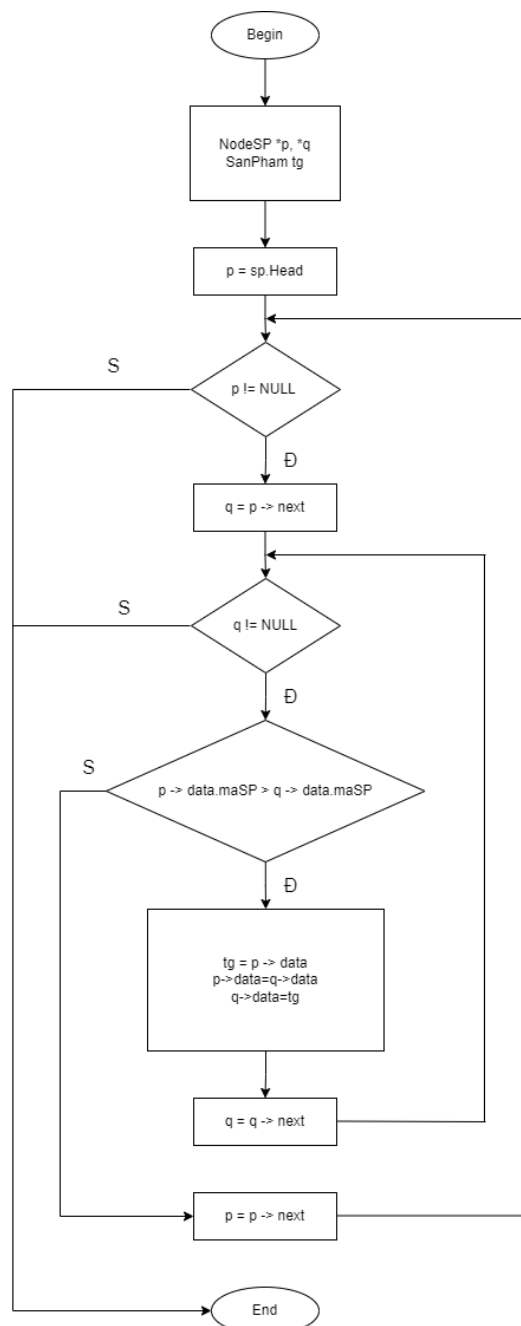 Begin
NodeSP *p, *q
SanPham tg
p = sp.Head
S
p != NULL
Đ
q = p -> next
S
q != NULL
Đ
S
p -> data.maSP > q -> data.maSP
Đ
tg = p -> data
p->data=q->data
q->data=tg
q = q -> next
p = p -> next
End